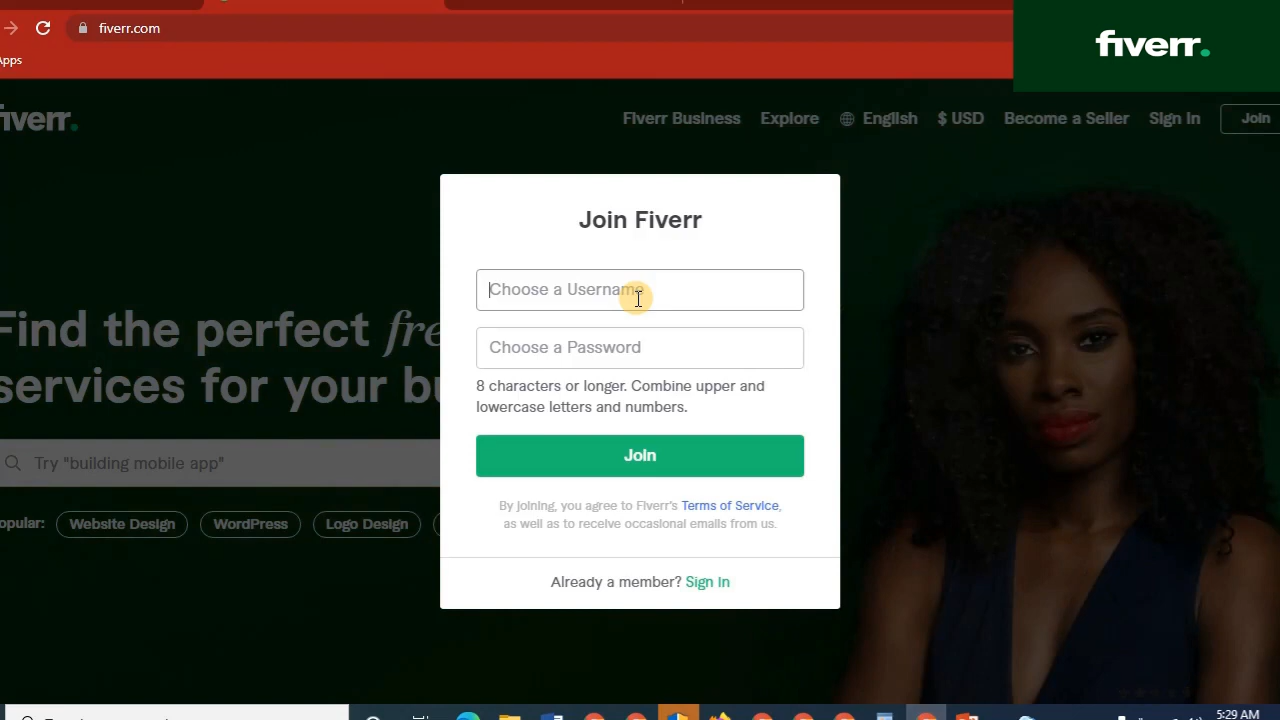 fiverr.com
fiverr.
Apps
fiverr.
Fiverr Business Explore English $ USD Become a Seller Sign In Join
Join Fiverr
Choose a Username
Choose a Password
8 characters or longer. Combine upper and
lowercase letters and numbers.
Join
By joining, you agree to Fiverr's Terms of Service,
as well as to receive occasional emails from us.
Already a member? Sign In
Find the perfect fre
services for your bu
Try "building mobile app"
opular: Website Design WordPress Logo Design
5:29 AM